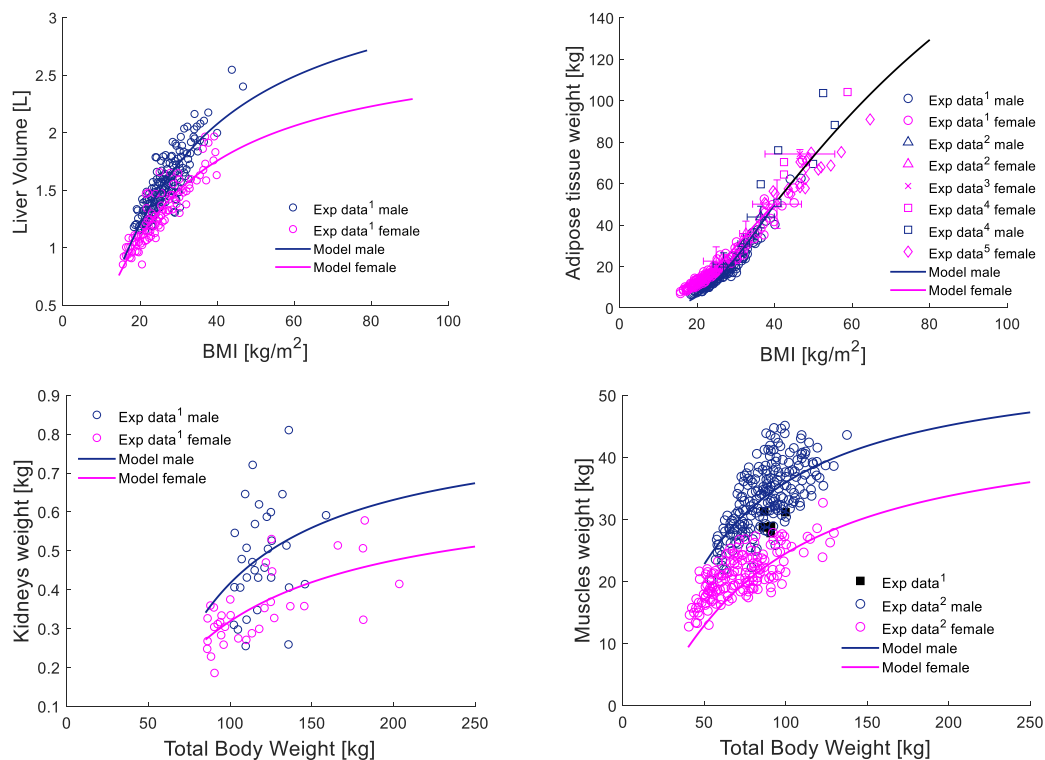 3
2.5
2
1.5
1
0.5
Liver Volume [L]
0 20 40 60 80 100
BMI [kg/m²]
Exp data¹ male
Exp data¹ female
Model male
Model female
140
120
100
80
60
40
20
0
Adipose tissue weight [kg]
0 20 40 60 80 100
BMI [kg/m²]
Exp data¹ male
Exp data¹ female
Exp data² male
Exp data² female
Exp data³ female
Exp data⁴ female
Exp data⁴ male
Exp data⁵ female
Model male
Model female
0.9
0.8
0.7
0.6
0.5
0.4
0.3
0.2
0.1
Kidneys weight [kg]
0 50 100 150 200 250
Total Body Weight [kg]
Exp data¹ male
Exp data¹ female
Model male
Model female
50
40
30
20
10
0
Muscles weight [kg]
0 50 100 150 200 250
Total Body Weight [kg]
Exp data¹
Exp data² male
Exp data² female
Model male
Model female